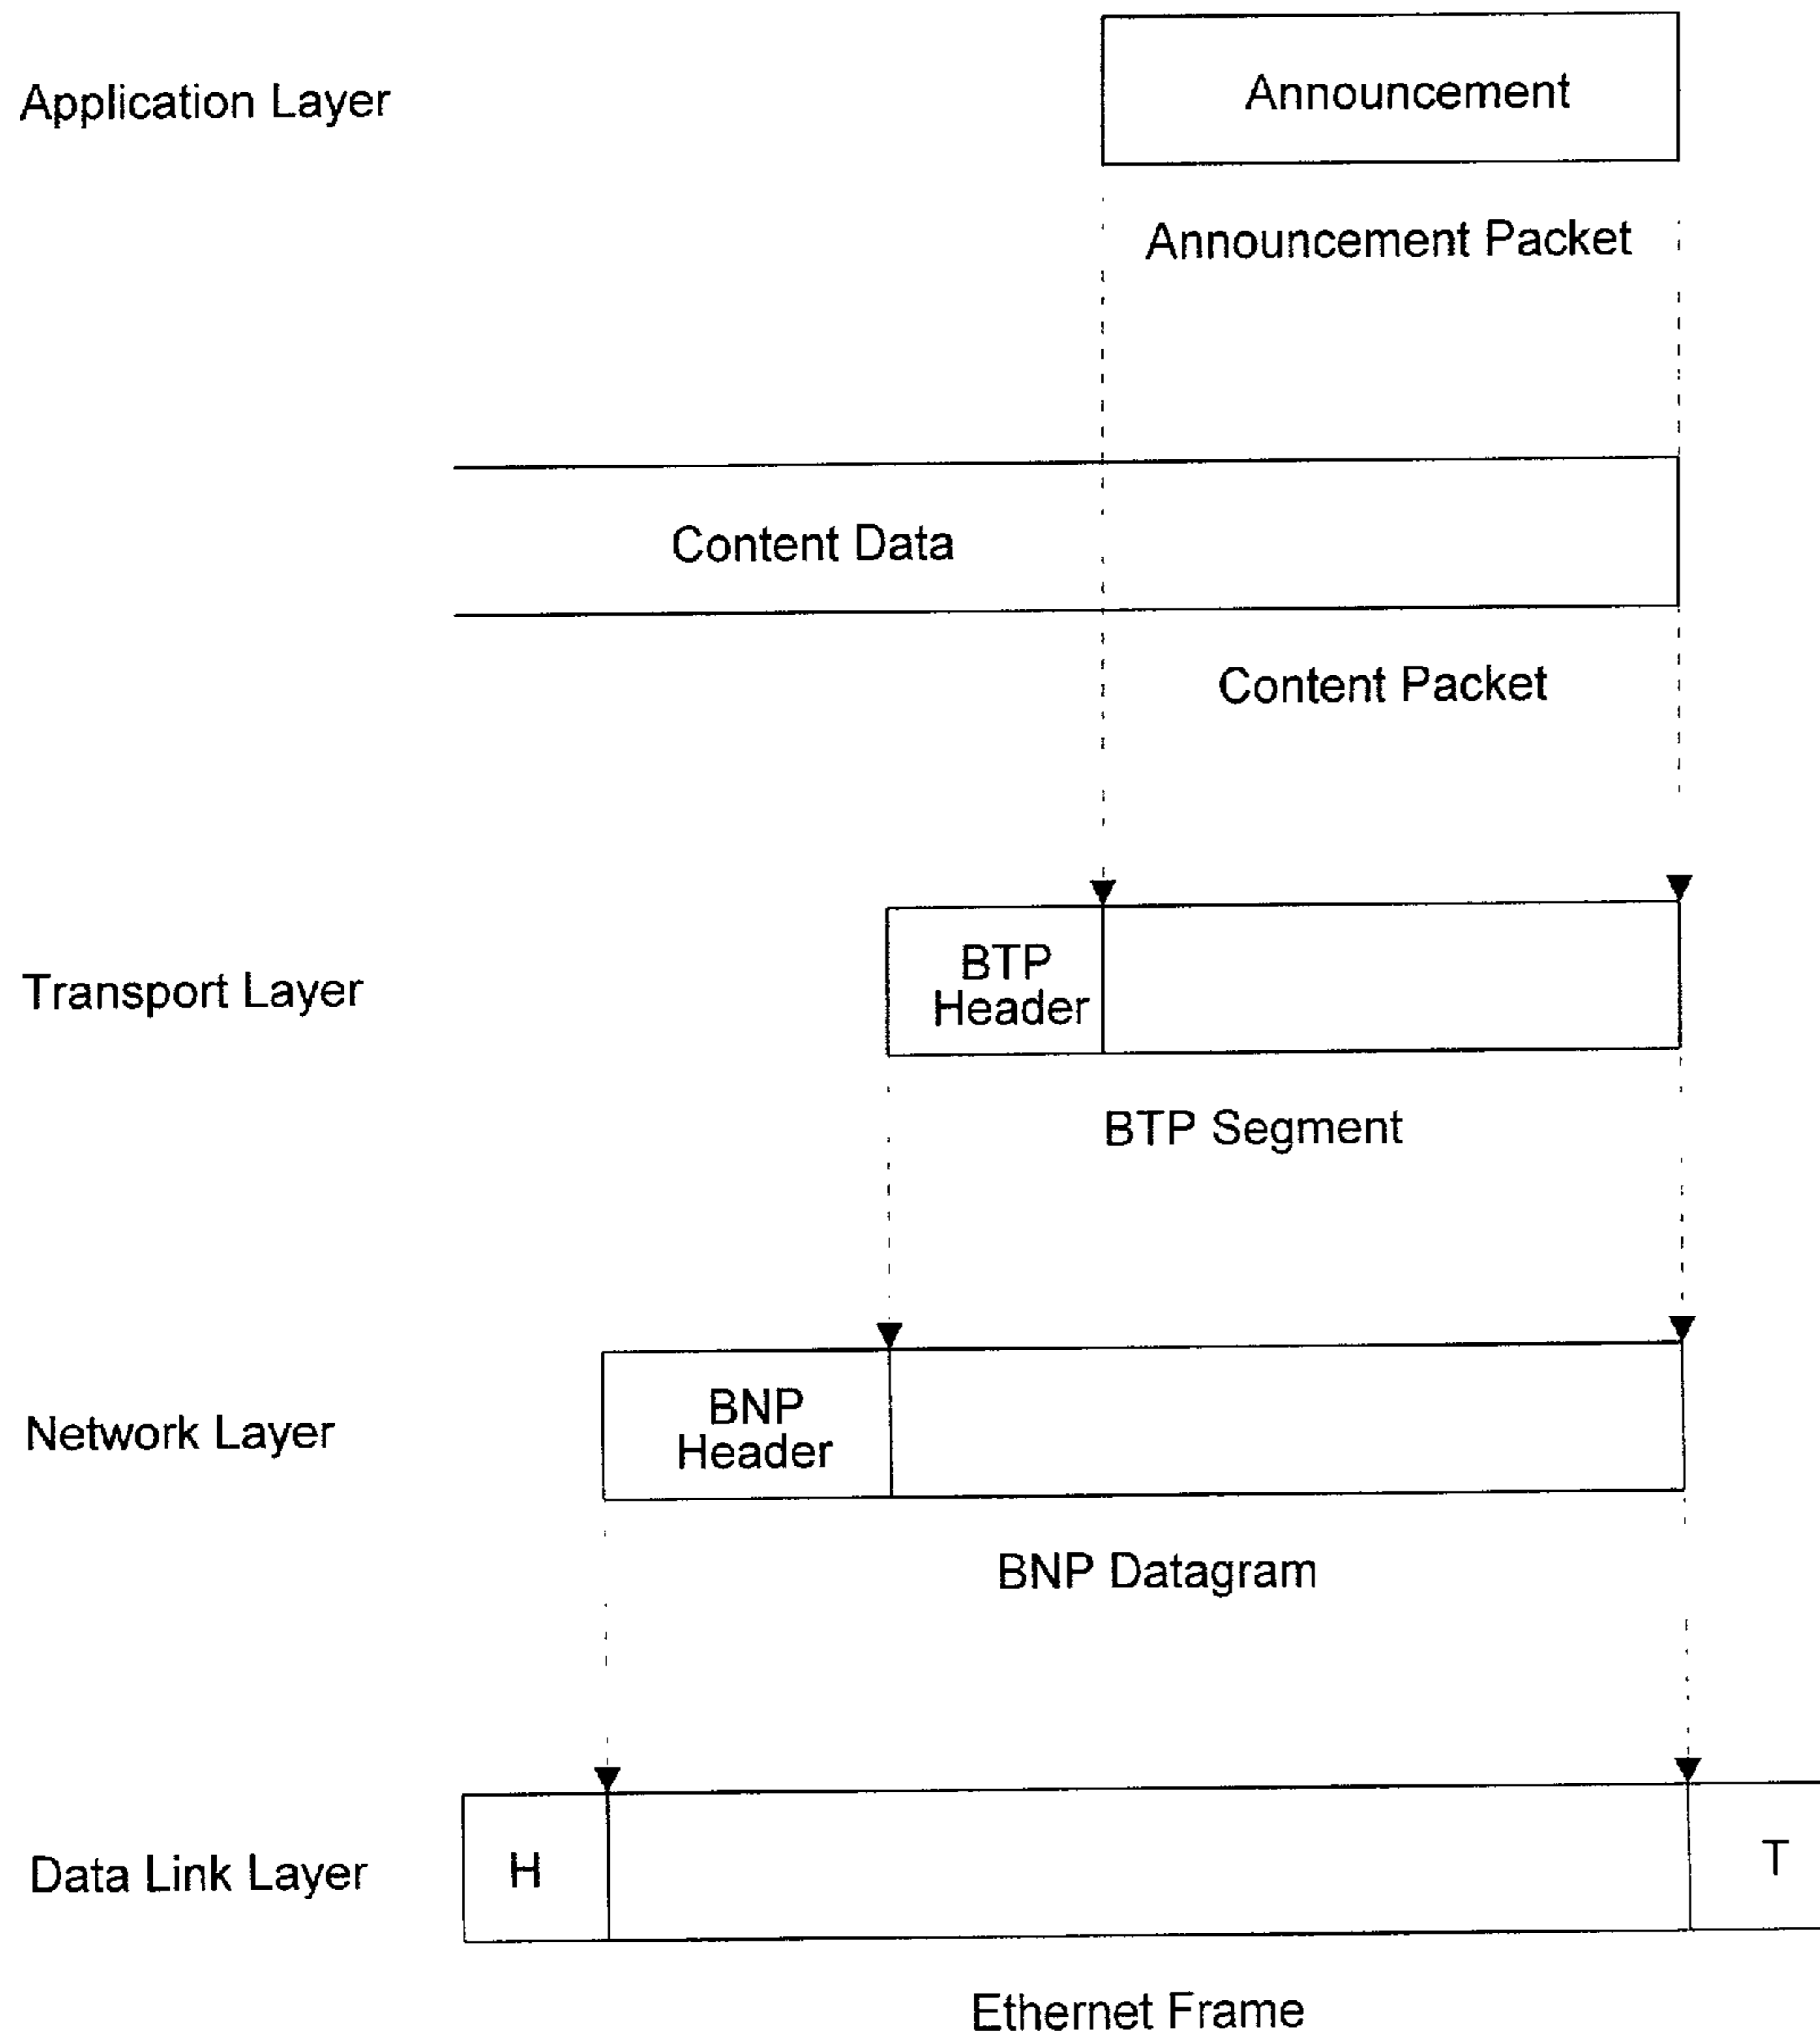 Application Layer
Announcement
Announcement Packet
Content Data
Content Packet
Transport Layer
BTP
Header
BTP Segment
Network Layer
BNP
Header
BNP Datagram
Data Link Layer
H
T
Ethernet Frame